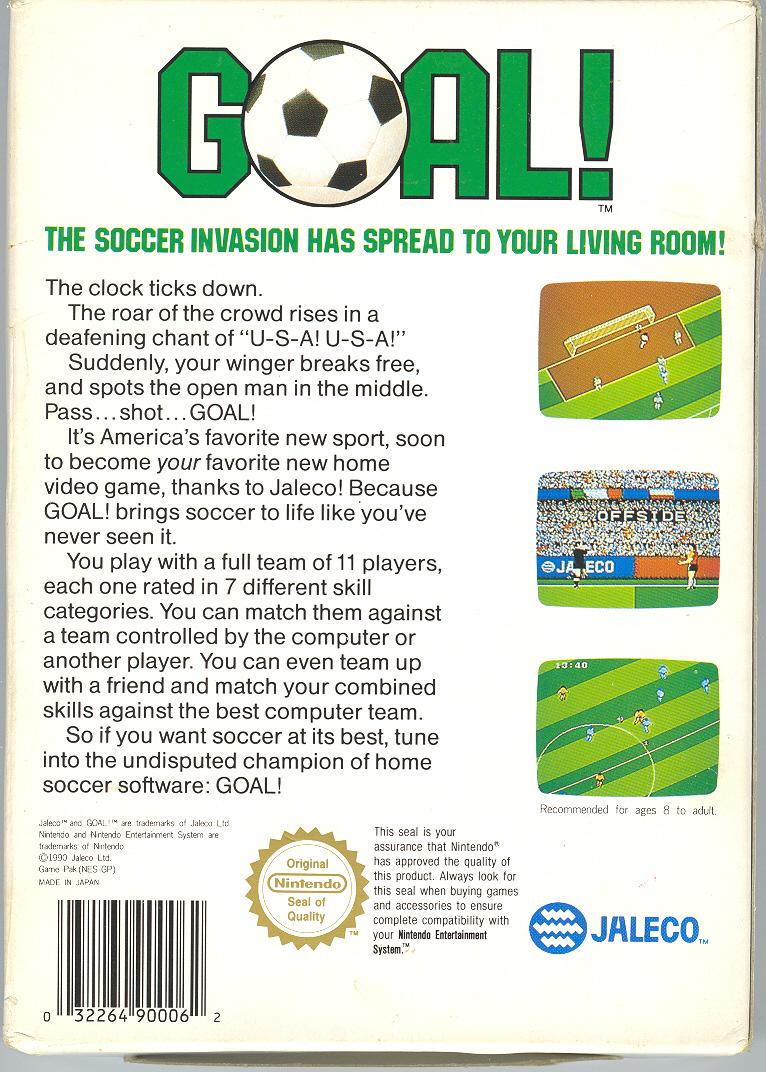 GOAL!
TM
THE SOCCER INVASION HAS SPREAD TO YOUR LIVING ROOM!
The clock ticks down.
The roar of the crowd rises in a
deafening chant of “U-S-A! U-S-A!”
Suddenly, your winger breaks free,
and spots the open man in the middle.
Pass...shot...GOAL!
It's America's favorite new sport, soon
to become your favorite new home
video game, thanks to Jaleco! Because
GOAL! brings soccer to life like you've
never seen it.
You play with a full team of 11 players,
each one rated in 7 different skill
categories. You can match them against
a team controlled by the computer or
another player. You can even team up
with a friend and match your combined
skills against the best computer team.
So if you want soccer at its best, tune
into the undisputed champion of home
soccer software: GOAL!
OFFSIDE
JALECO
13:40
Recommended for ages 8 to adult.
Jaleco™ and GOAL!™ are trademarks of Jaleco Ltd.
Nintendo and Nintendo Entertainment System are
trademarks of Nintendo.
©1990 Jaleco Ltd.
Game Pak (NES-GP)
MADE IN JAPAN
0 32264 90006 2
Original
Nintendo
Seal of
Quality
TM
This seal is your
assurance that Nintendo®
has approved the quality of
this product. Always look for
this seal when buying games
and accessories to ensure
complete compatibility with
your Nintendo Entertainment
System.™
JALECO™